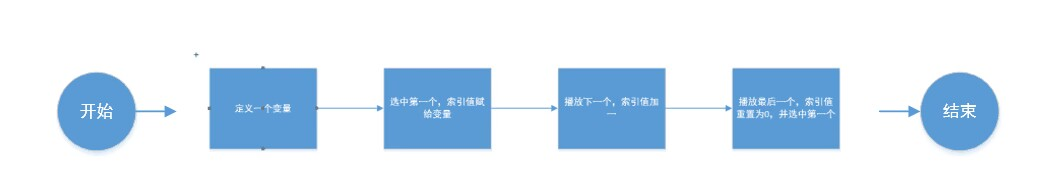 开始
定义一个变量
选中第一个，索引值赋
给变量
播放下一个，索引值加
一
播放最后一个，索引值
重置为0，并选中第一个
结束